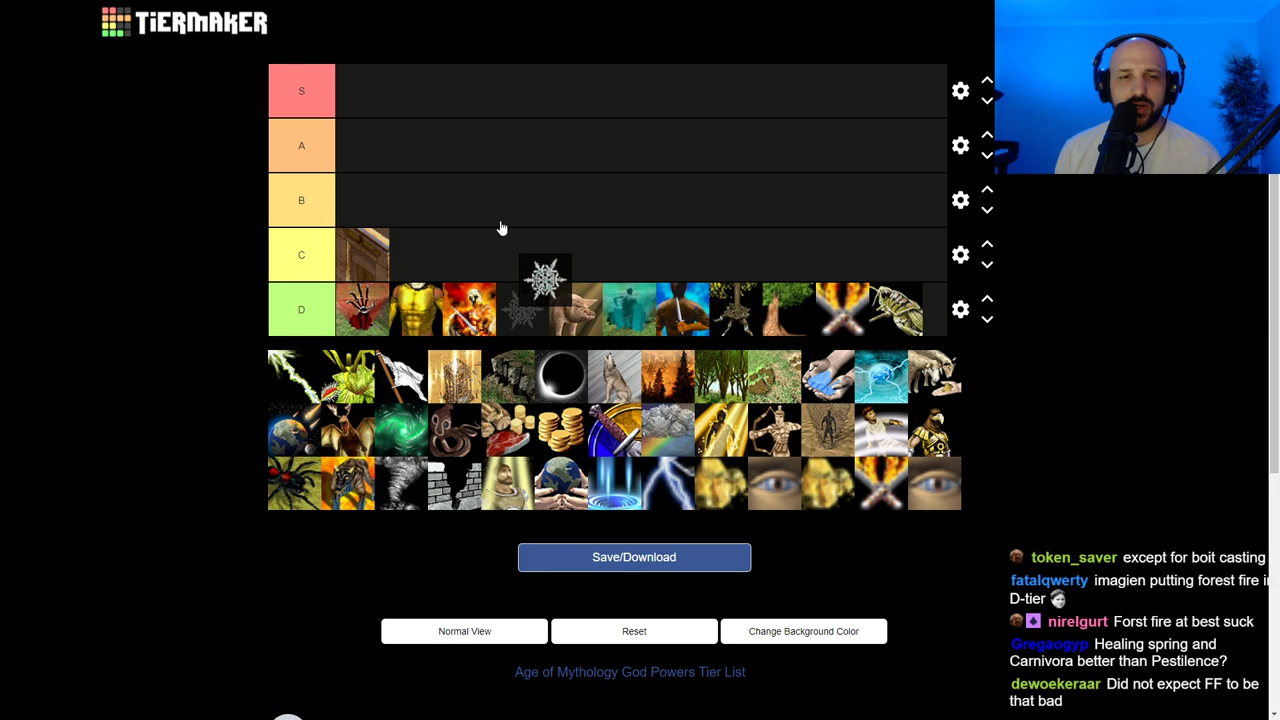 TiERMAKER
S
A
B
C
D
Save/Download
Normal View
Reset
Change Background Color
Age of Mythology God Powers Tier List
token_saver except for boit casting
fatalqwerty imagien putting forest fire in
D-tier
nirelgurt Forst fire at best suck
Gregaogyp Healing spring and
Carnivora better than Pestilence?
dewoekeraar Did not expect FF to be
that bad